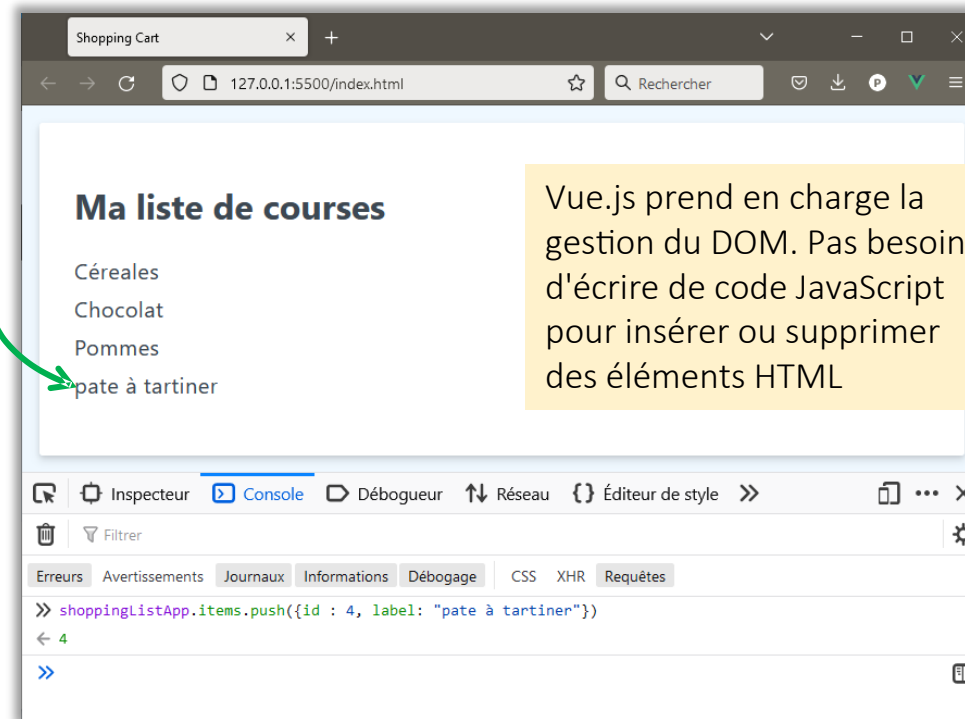 Shopping Cart
127.0.0.1:5500/index.html
Rechercher
P
Ma liste de courses
Céreales
Chocolat
Pommes
pate à tartiner
Vue.js prend en charge la
gestion du DOM. Pas besoin
d'écrire de code JavaScript
pour insérer ou supprimer
des éléments HTML
Inspecteur Console Débogueur Réseau Éditeur de style
Filtrer
Erreurs Avertissements Journaux Informations Débogage CSS XHR Requêtes
shoppingListApp.items.push({id : 4, label: "pate à tartiner"})
4